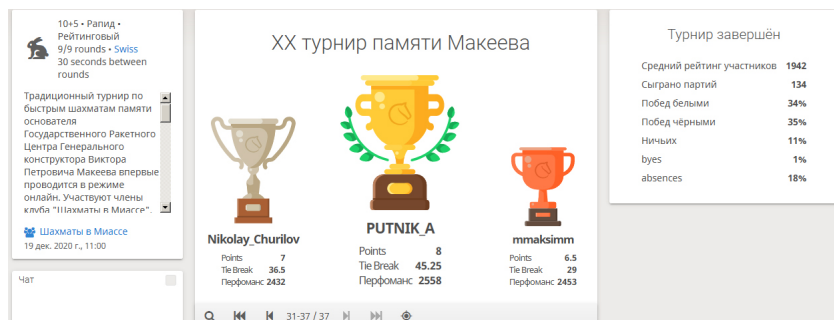 10+5 • Рапид •
Рейтинговый
9/9 rounds • Swiss
30 seconds between
rounds
Традиционный турнир по
быстрым шахматам памяти
основателя
Государственного Ракетного
Центра Генерального
конструктора Виктора
Петровича Макеева впервые
проводится в режиме
онлайн. Участвуют члены
клуба "Шахматы в Миассе".
Шахматы в Миассе
19 дек. 2020 г., 11:00
Чат
XX турнир памяти Макеева
Nikolay_Churilov
Points 7
Tie Break 36.5
Перфоманс 2432
PUTNIK_A
Points 8
Tie Break 45.25
Перфоманс 2558
mmaksimm
Points 6.5
Tie Break 29
Перфоманс 2453
31-37 / 37
Турнир завершён
Средний рейтинг участников 1942
Сыграно партий 134
Побед белыми 34%
Побед чёрными 35%
Ничьих 11%
byes 1%
absences 18%